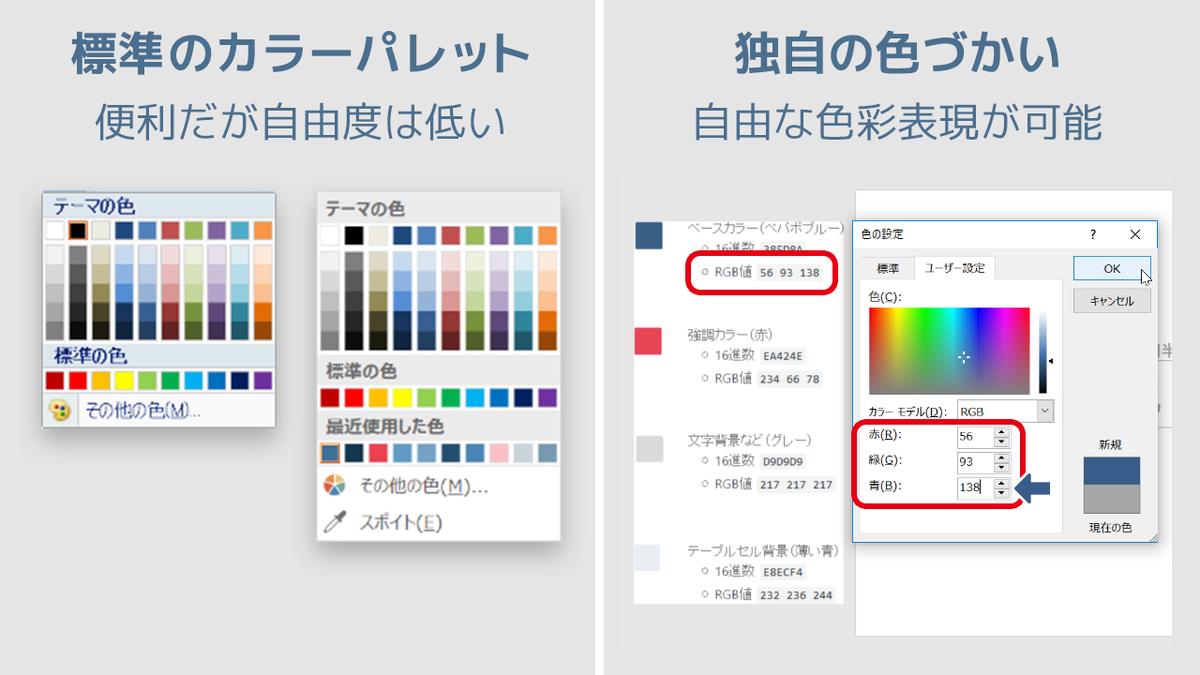 標準のカラーパレット
便利だが自由度は低い
テーマの色
標準の色
その他の色(M)...
テーマの色
標準の色
最近使用した色
その他の色(M)...
スポイト(E)
独自の色づかい
自由な色彩表現が可能
ベースカラー(ペパボブルー)
16進数 385D8A
RGB値 56 93 138
強調カラー(赤)
16進数 EA424E
RGB値 234 66 78
文字背景など(グレー)
16進数 D9D9D9
RGB値 217 217 217
テーブルセル背景(薄い青)
16進数 E8ECF4
RGB値 232 236 244
色の設定
?
標準
ユーザー設定
OK
キャンセル
色(C):
カラー モデル(D): RGB
赤(R): 56
緑(G): 93
青(B): 138
新規
現在の色